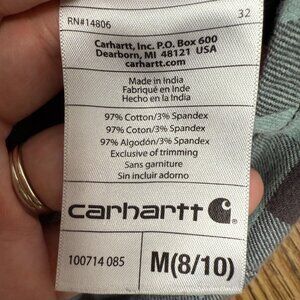 RN#14806 32
Carhartt, Inc. P.O. Box 600
Dearborn, MI 48121 USA
carhartt.com
Made in India
Fabriqué en Inde
Hecho en la India
97% Cotton/3% Spandex
97% Coton/3% Spandex
97% Algodón/3% Spandex
Exclusive of trimming
Sans garniture
Sin incluir adorno
carhartt
100714 085 M(8/10)